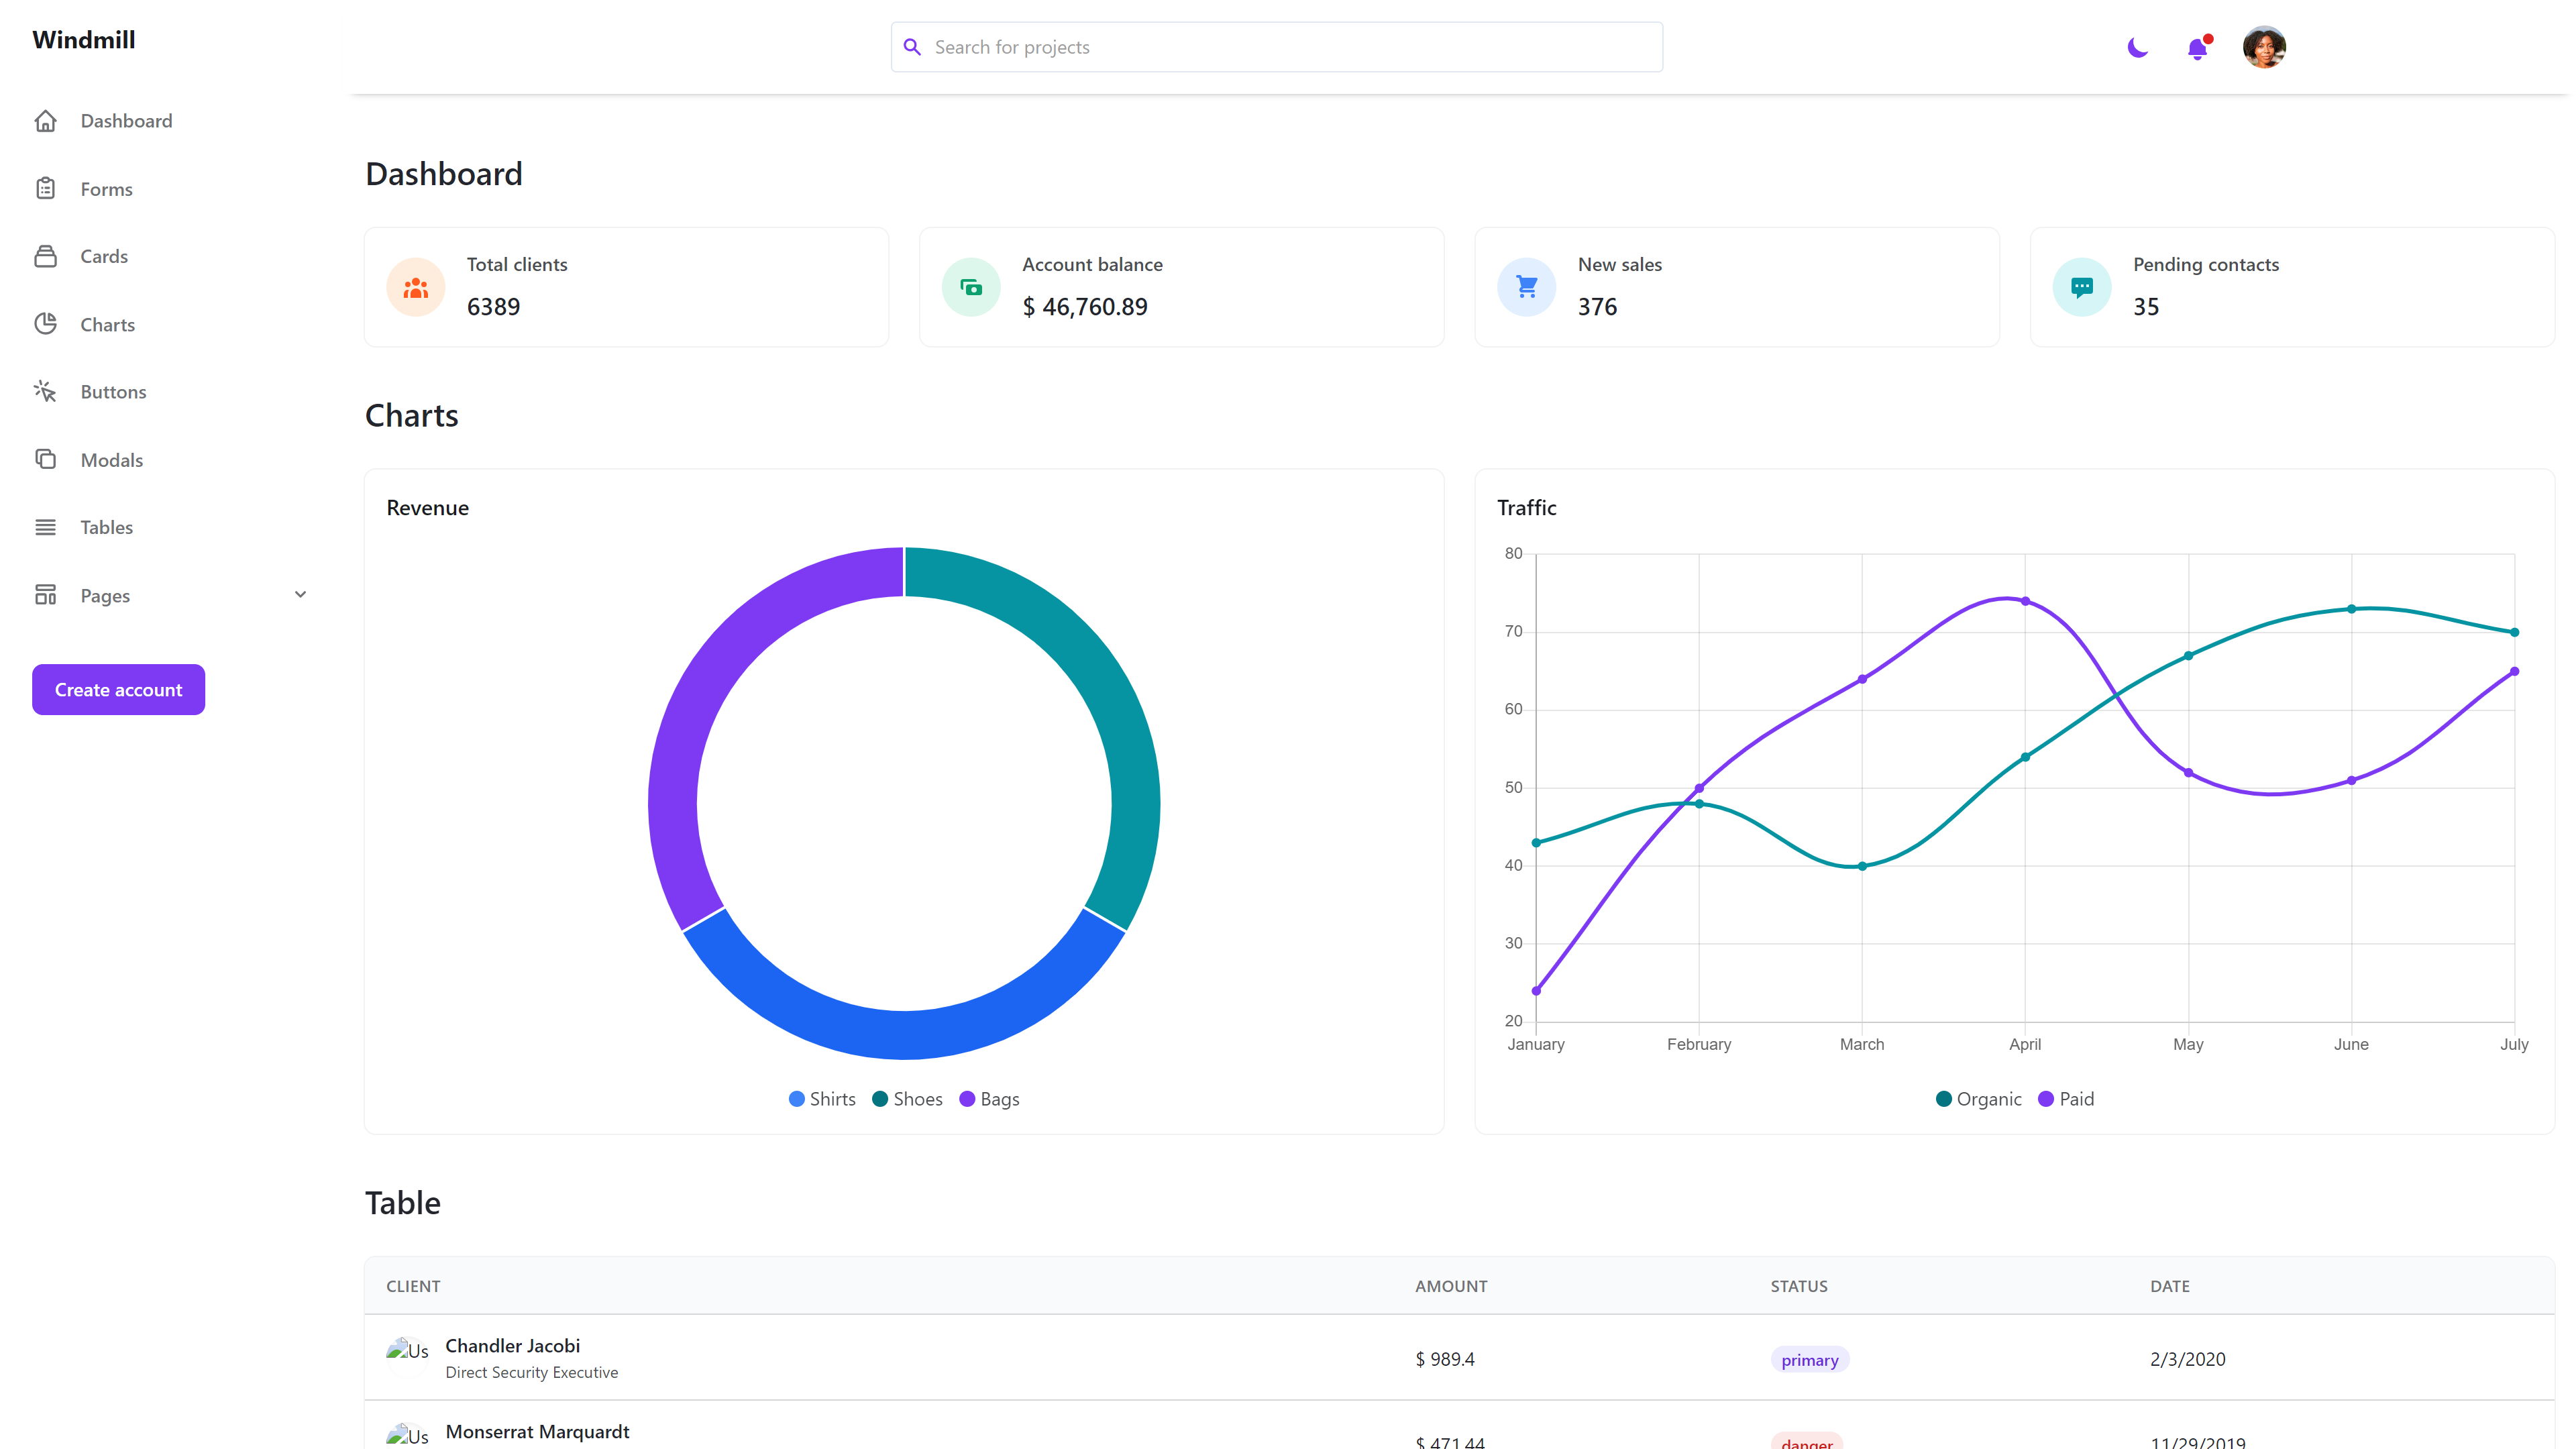 Windmill
Search for projects
Dashboard
Forms
Cards
Charts
Buttons
Modals
Tables
Pages
Create account
Dashboard
Total clients
6389
Account balance
$ 46,760.89
New sales
376
Pending contacts
35
Charts
Revenue
Shirts Shoes Bags
Traffic
80
70
60
50
40
30
20
January February March April May June July
Organic Paid
Table
CLIENT AMOUNT STATUS DATE
Us Chandler Jacobi
Direct Security Executive
$ 989.4 primary 2/3/2020
Us Monserrat Marquardt
$ 471.44 danger 11/29/2019